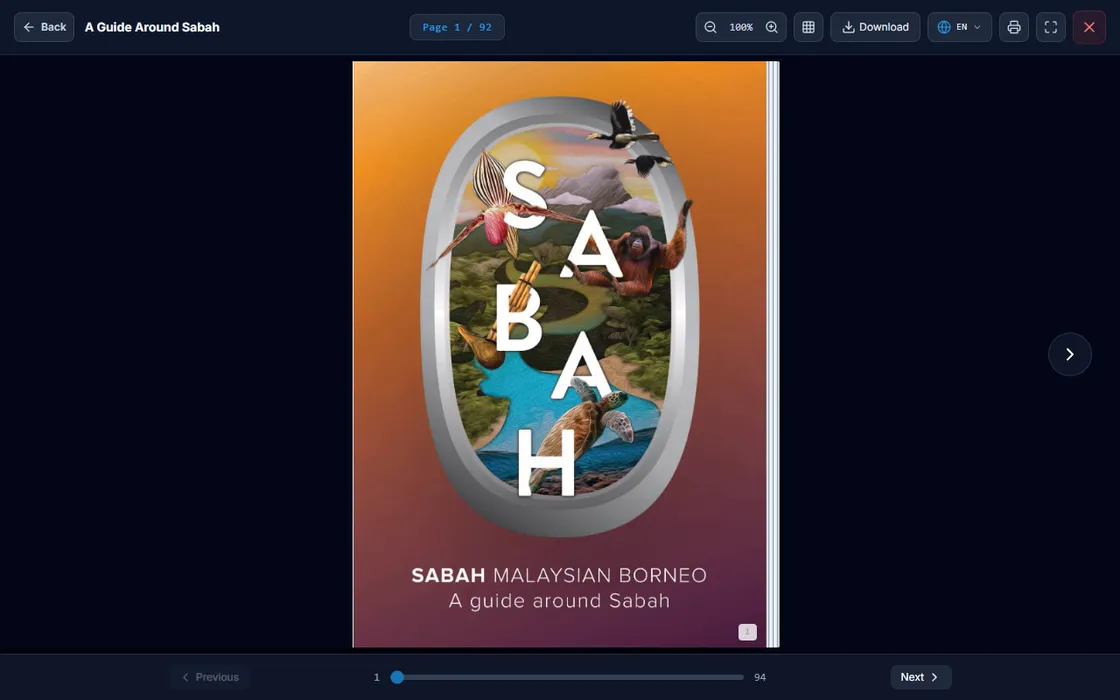 Back
A Guide Around Sabah
Page 1 / 92
100%
Download
EN
S
A
B
A
H
SABAH MALAYSIAN BORNEO
A guide around Sabah
1
Previous
1
94
Next